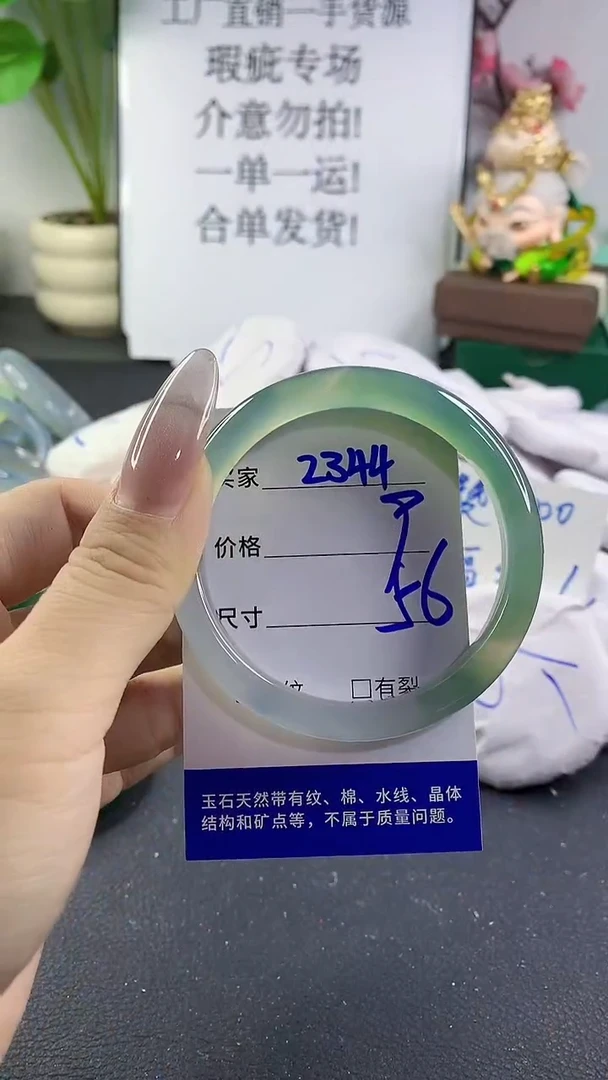 工厂直销一手货源
瑕疵专场
介意勿拍!
一单一运!
合单发货!
买家 2344
价格
尺寸 56
纹 □有裂
玉石天然带有纹、棉、水线、晶体
结构和矿点等，不属于质量问题。